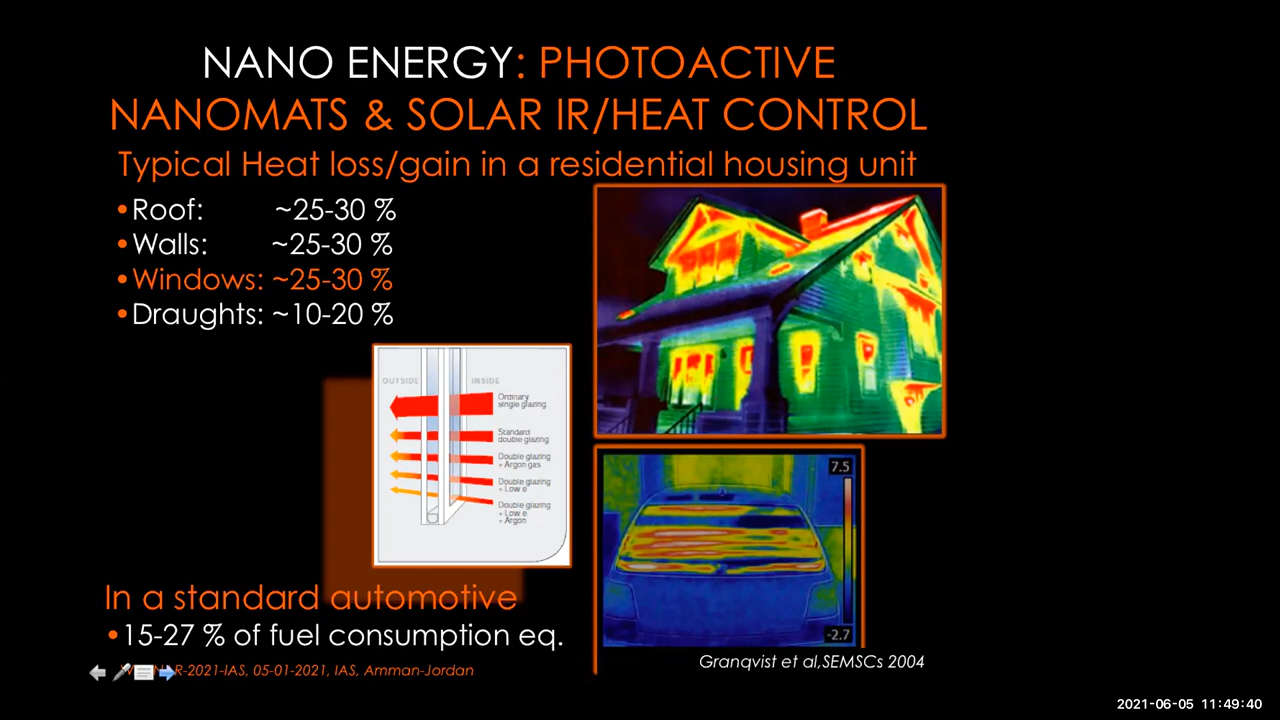 NANO ENERGY: PHOTOACTIVE
NANOMATS & SOLAR IR/HEAT CONTROL
Typical Heat loss/gain in a residential housing unit
•Roof: ~25-30 %
•Walls: ~25-30 %
•Windows: ~25-30 %
•Draughts: ~10-20 %
OUTSIDE INSIDE
Ordinary
single glazing
Standard
double glazing
Double glazing
+ Argon gas
Double glazing
+ Low e
Double glazing
+ Low e
+ Argon
7.5
-2.7
In a standard automotive
•15-27 % of fuel consumption eq.
R-2021-IAS, 05-01-2021, IAS, Amman-Jordan
Granqvist et al,SEMSCs 2004
2021-06-05 11:49:40